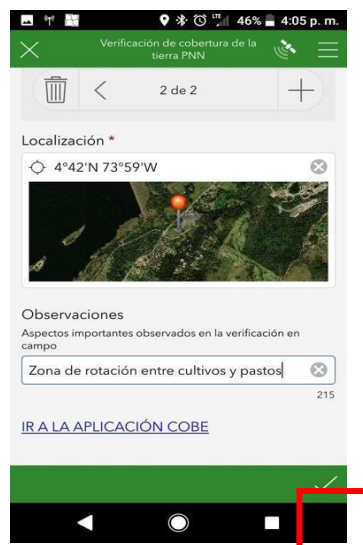 46% 4:05 p. m.
Verificación de cobertura de la
tierra PNN
2 de 2
Localización *
4°42'N 73°59'W
Observaciones
Aspectos importantes observados en la verificación en
campo
Zona de rotación entre cultivos y pastos
215
IR A LA APLICACIÓN COBE